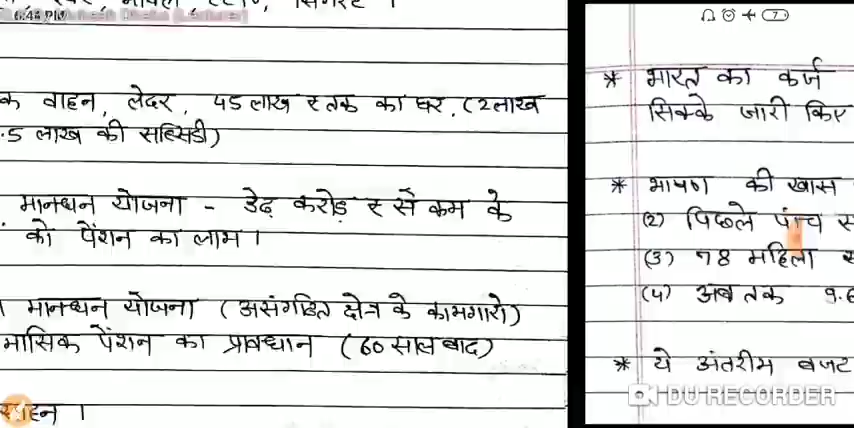 6:44 PM
7
क वाहन, लेदर, 45 लाख ₹ तक का घर, (2 लाख
.5 लाख की सब्सिडी)
मानधन योजना - डेढ़ करोड़ ₹ से कम के
को पेंशन का लाभ ।
मानधन योजना (असंगठित क्षेत्र के कामगारो)
मासिक पेंशन का प्रावधान (60 साल बाद)
* भारत का कर्ज
सिक्के जारी किए
* भाषण की खास
(2) पिछले पांच स
(3) 78 महिला स
(4) अब तक 9.6
* ये अंतरीम बजट
DU RECORDER